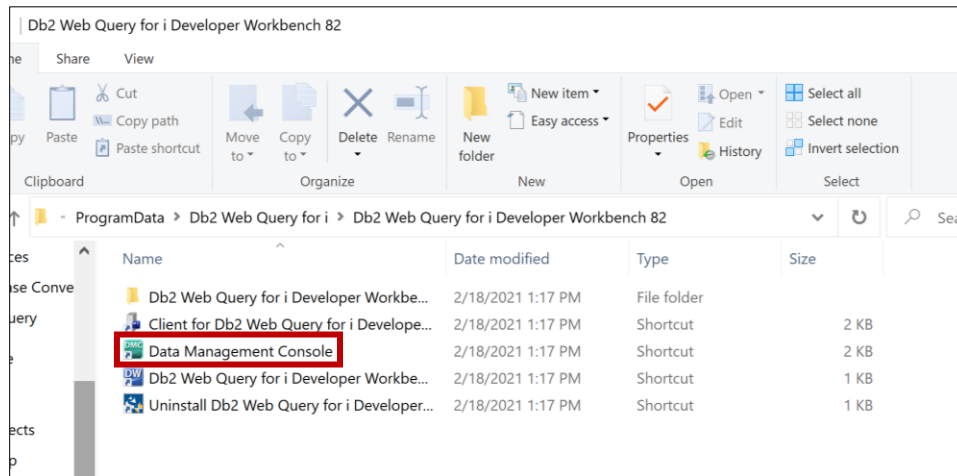 Db2 Web Query for i Developer Workbench 82
Share View
Cut
Copy path
Paste shortcut
Paste
Move to
Copy to
Delete
Rename
New folder
New item
Easy access
Properties
Open
Edit
History
Select all
Select none
Invert selection
Clipboard Organize New Open Select
ProgramData > Db2 Web Query for i > Db2 Web Query for i Developer Workbench 82
Name Date modified Type Size
Db2 Web Query for i Developer Workbe... 2/18/2021 1:17 PM File folder
Client for Db2 Web Query for i Develope... 2/18/2021 1:17 PM Shortcut 2 KB
DMC Data Management Console 2/18/2021 1:17 PM Shortcut 2 KB
DW Db2 Web Query for i Developer Workbe... 2/18/2021 1:17 PM Shortcut 1 KB
Uninstall Db2 Web Query for i Developer... 2/18/2021 1:17 PM Shortcut 1 KB